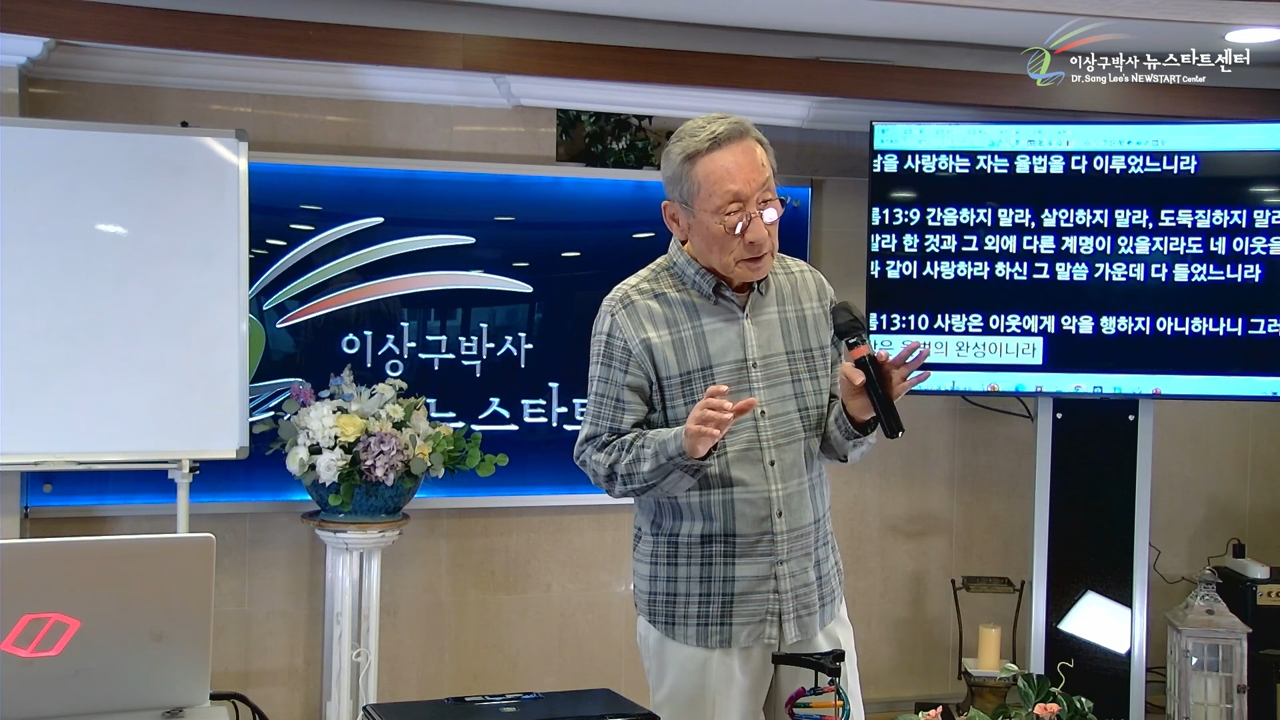 이상구박사 뉴스타트센터
Dr. Sang Lee's NEWSTART Center
남을 사랑하는 자는 율법을 다 이루었느니라
롬13:9 간음하지 말라, 살인하지 말라, 도둑질하지 말라
말라 한 것과 그 외에 다른 계명이 있을지라도 네 이웃을
과 같이 사랑하라 하신 그 말씀 가운데 다 들었느니라
롬13:10 사랑은 이웃에게 악을 행하지 아니하나니 그러
율법의 완성이니라
이상구박사
뉴스타트